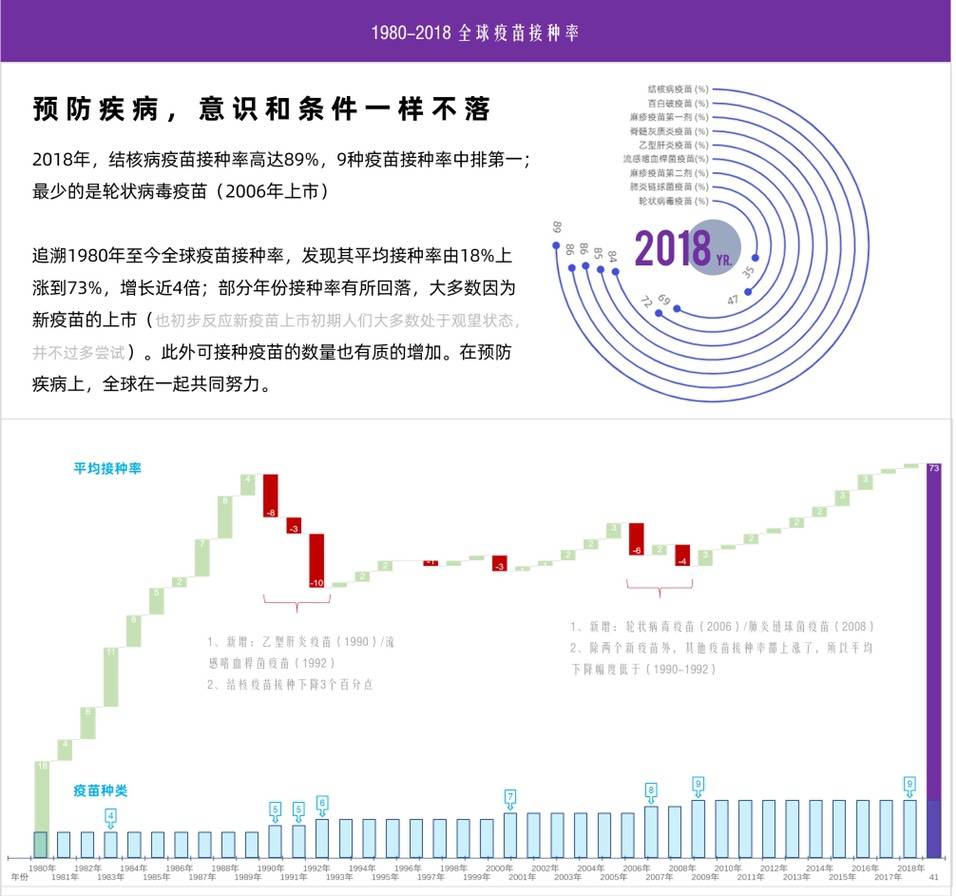 1980-2018 全球疫苗接种率
预防疾病，意识和条件一样不落
2018年，结核病疫苗接种率高达89%，9种疫苗接种率中排第一；
最少的是轮状病毒疫苗（2006年上市）
追溯1980年至今全球疫苗接种率，发现其平均接种率由18%上
涨到73%，增长近4倍；部分年份接种率有所回落，大多数因为
新疫苗的上市（也初步反应新疫苗上市初期人们大多数处于观望状态，
并不过多尝试）。此外可接种疫苗的数量也有质的增加。在预防
疾病上，全球在一起共同努力。
结核病疫苗 (%)
百白破疫苗 (%)
麻疹疫苗第一剂 (%)
脊髓灰质炎疫苗 (%)
乙型肝炎疫苗 (%)
流感嗜血桿菌疫苗(%)
麻疹疫苗第二剂 (%)
肺炎链球菌疫苗 (%)
轮状病毒疫苗 (%)
2018 YR.
89
86
86
85
84
72
69
47
35
平均接种率
18
4
6
11
6
5
2
7
8
4
-8
-3
-10
2
2
-1
-3
1
2
2
3
-6
2
-4
3
2
2
2
3
3
73
1、新增：乙型肝炎疫苗（1990）/流
感嗜血桿菌疫苗（1992）
2、结核疫苗接种下降3个百分点
1、新增：轮状病毒疫苗（2006）/肺炎链球菌疫苗（2008）
2、除两个新疫苗外，其他疫苗接种率都上涨了，所以平均
下降幅度低于（1990-1992）
疫苗种类
4
5
5
6
7
8
9
9
1980年 1982年 1984年 1986年 1988年 1990年 1992年 1994年 1996年 1998年 2000年 2002年 2004年 2006年 2008年 2010年 2012年 2014年 2016年 2018年
年份 1981年 1983年 1985年 1987年 1989年 1991年 1993年 1995年 1997年 1999年 2001年 2003年 2005年 2007年 2009年 2011年 2013年 2015年 2017年 41